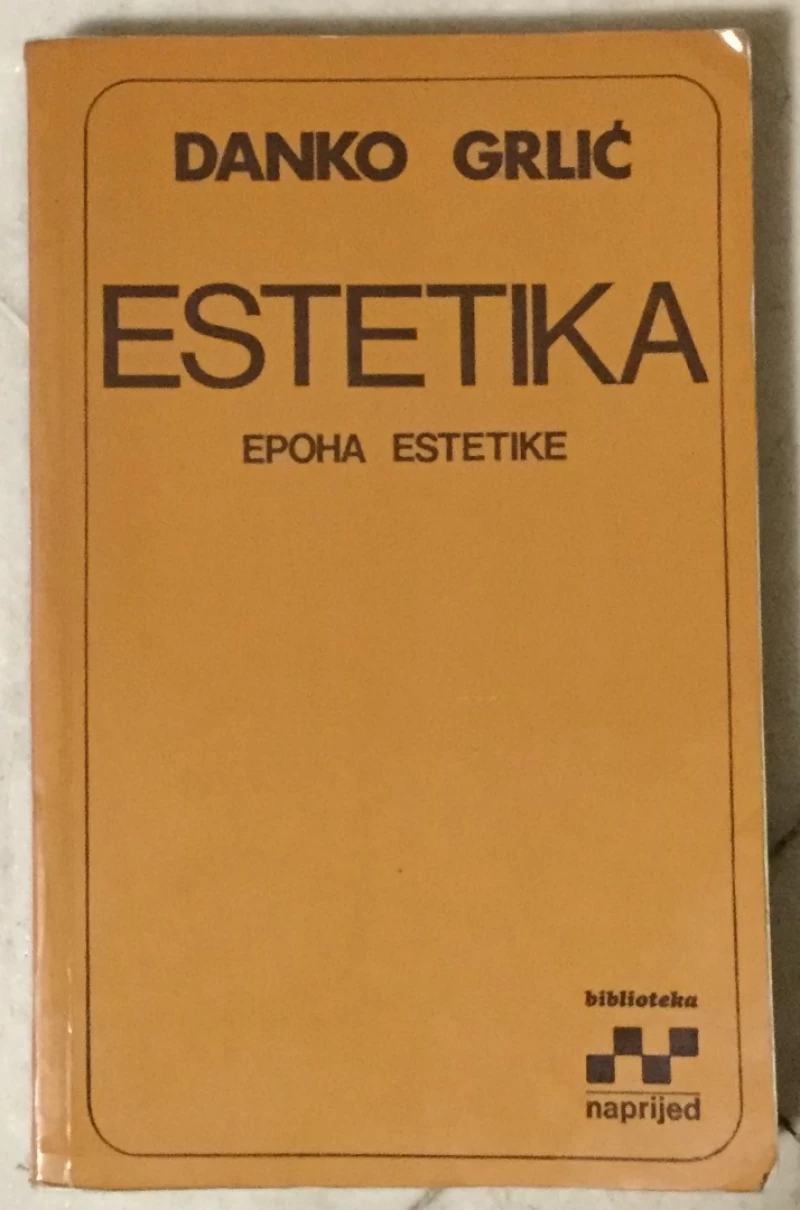 DANKO GRLIĆ
ESTETIKA
EPOHA ESTETIKE
biblioteka
naprijed